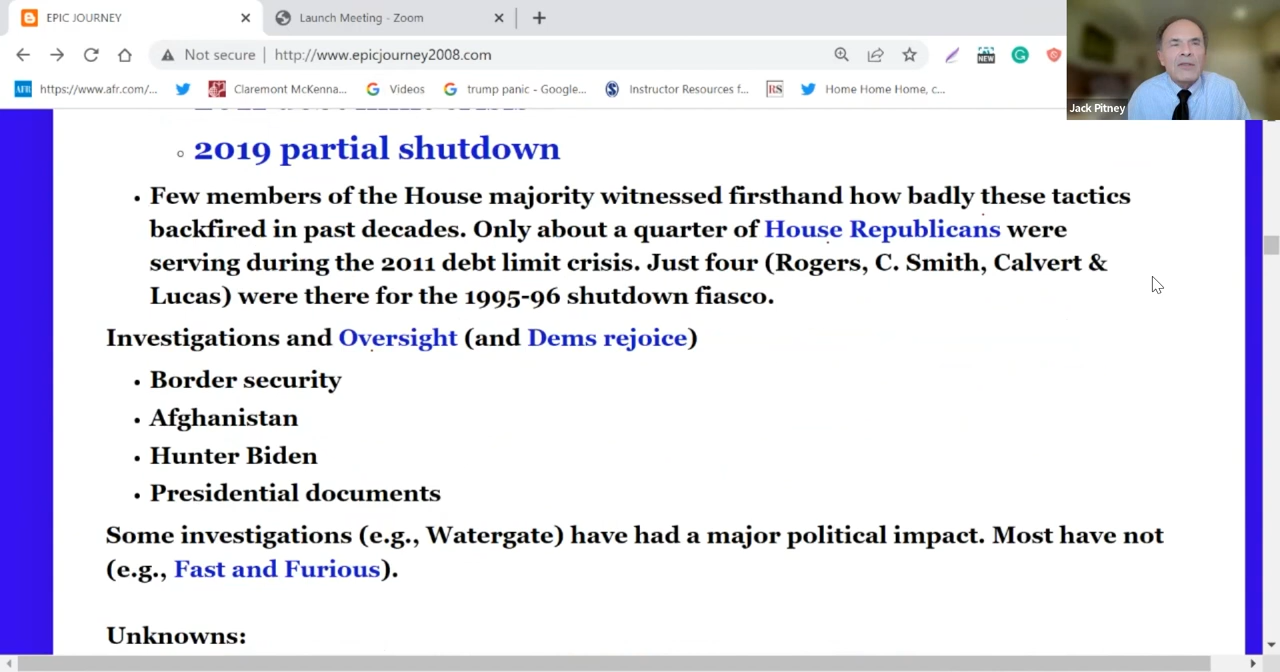 EPIC JOURNEY
Launch Meeting - Zoom
Not secure
http://www.epicjourney2008.com
NEW
AFR
https://www.afr.com/...
Claremont McKenna...
Videos
trump panic - Google...
Instructor Resources f...
RS
Home Home Home, c...
Jack Pitney
2019 partial shutdown
Few members of the House majority witnessed firsthand how badly these tactics
backfired in past decades. Only about a quarter of House Republicans were
serving during the 2011 debt limit crisis. Just four (Rogers, C. Smith, Calvert &
Lucas) were there for the 1995-96 shutdown fiasco.
Investigations and Oversight (and Dems rejoice)
Border security
Afghanistan
Hunter Biden
Presidential documents
Some investigations (e.g., Watergate) have had a major political impact. Most have not
(e.g., Fast and Furious).
Unknowns: